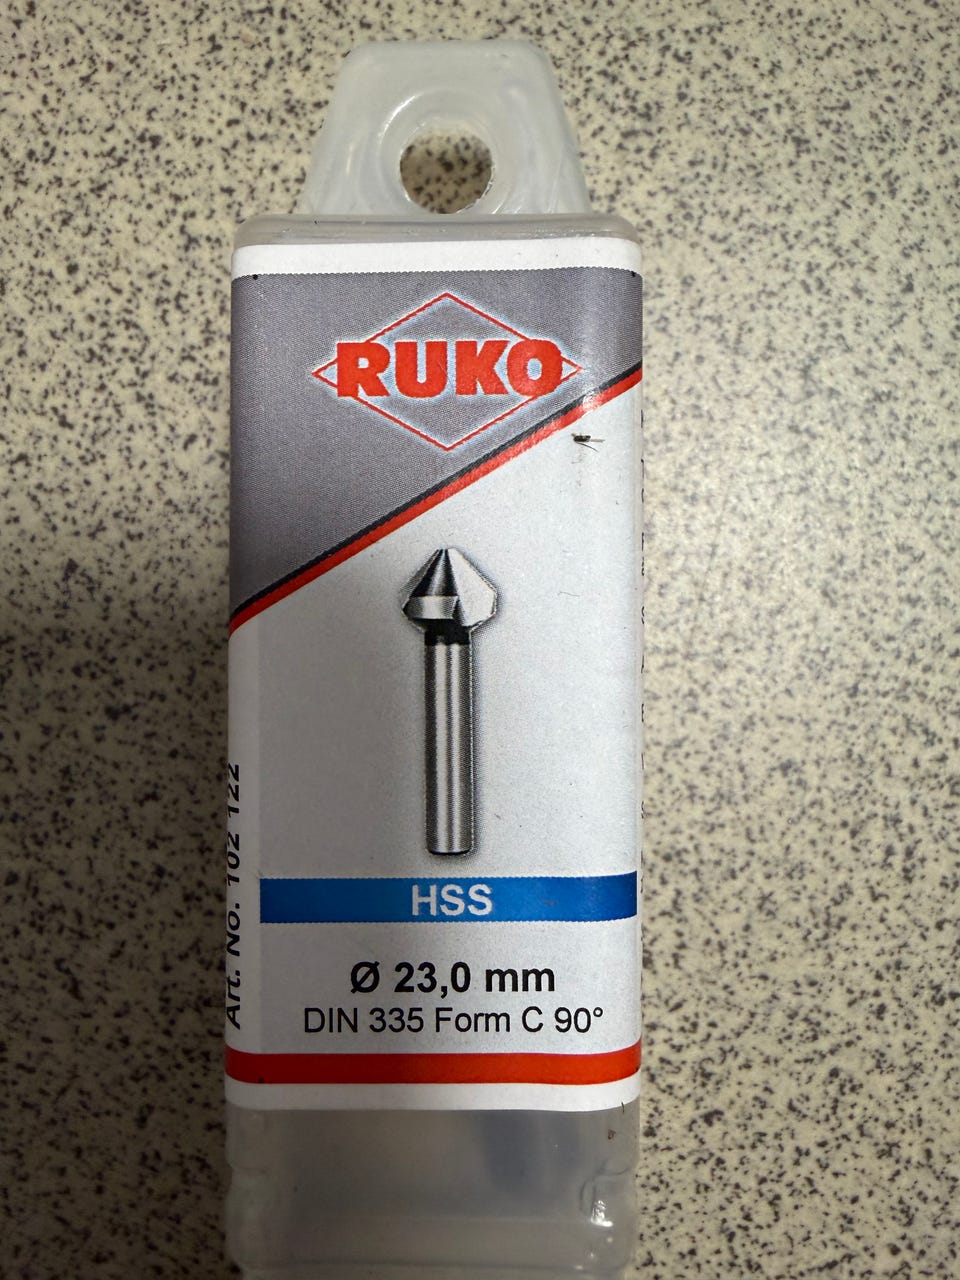 RUKO
HSS
Ø 23,0 mm
DIN 335 Form C 90°
Art. No. 102 122